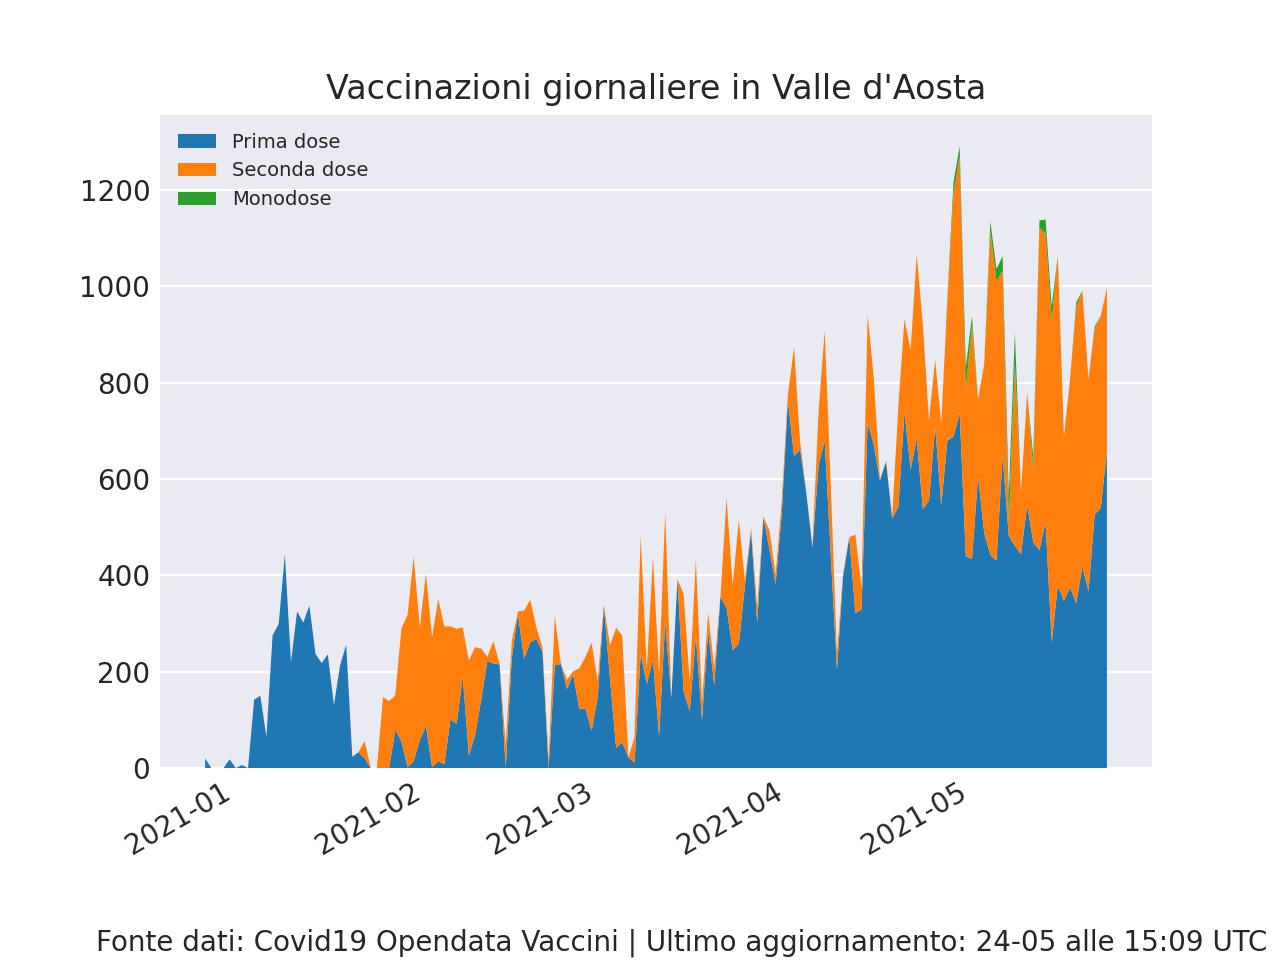 Vaccinazioni giornaliere in Valle d'Aosta
Prima dose
Seconda dose
Monodose
1200
1000
800
600
400
200
0
2021-01
2021-02
2021-03
2021-04
2021-05
Fonte dati: Covid19 Opendata Vaccini | Ultimo aggiornamento: 24-05 alle 15:09 UTC